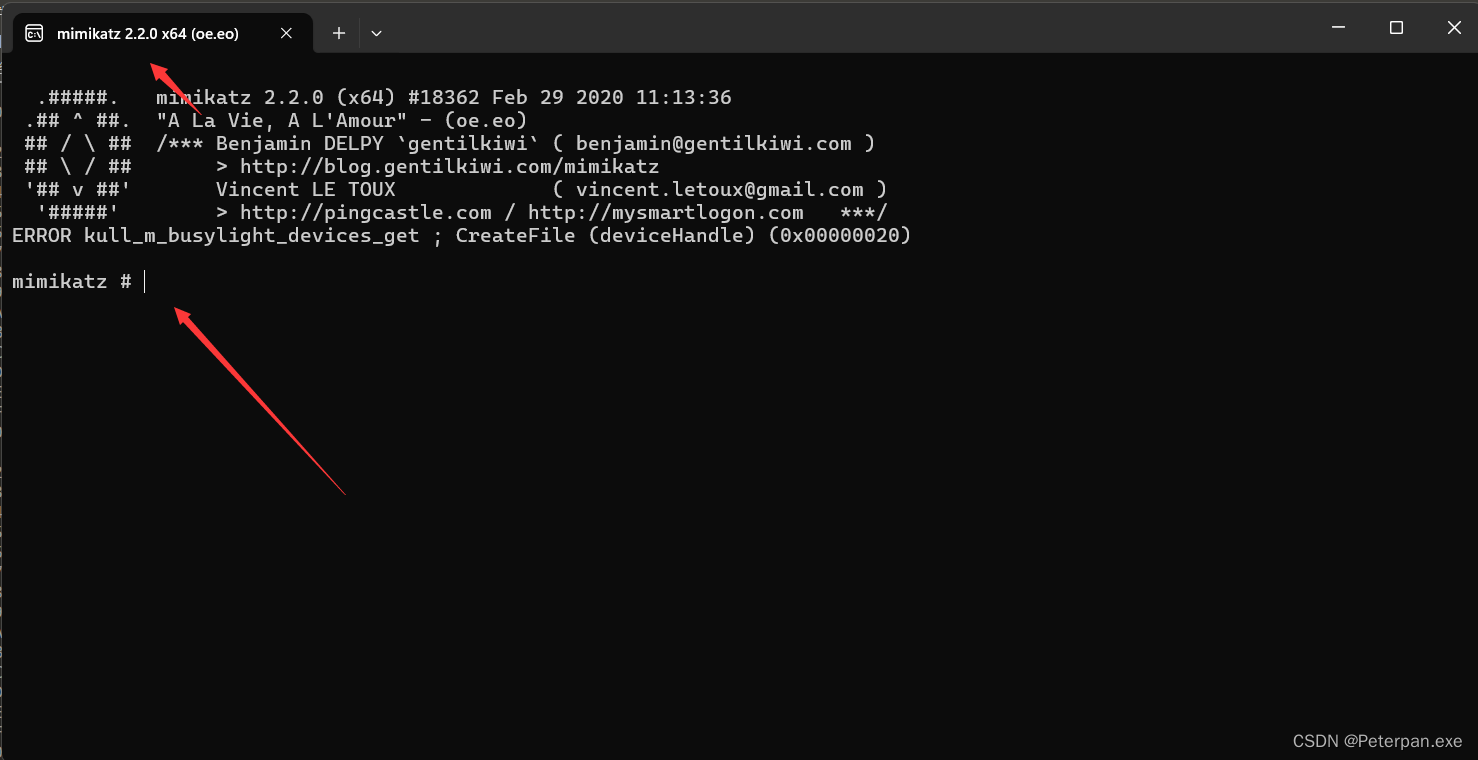 mimikatz 2.2.0 x64 (oe.eo)
.#####.   mimikatz 2.2.0 (x64) #18362 Feb 29 2020 11:13:36
.## ^ ##.  "A La Vie, A L'Amour" - (oe.eo)
## / \ ##  /*** Benjamin DELPY `gentilkiwi` ( benjamin@gentilkiwi.com )
## \ / ##       > http://blog.gentilkiwi.com/mimikatz
'## v ##'       Vincent LE TOUX             ( vincent.letoux@gmail.com )
'#####'        > http://pingcastle.com / http://mysmartlogon.com   ***/
ERROR kull_m_busylight_devices_get ; CreateFile (deviceHandle) (0x00000020)
mimikatz #
CSDN @Peterpan.exe